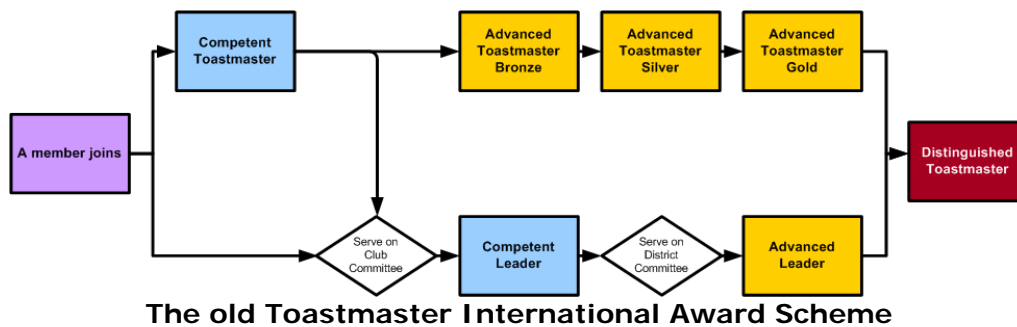 Competent
Toastmaster
Advanced
Toastmaster
Bronze
Advanced
Toastmaster
Silver
Advanced
Toastmaster
Gold
A member joins
Distinguished
Toastmaster
Serve on
Club
Committee
Competent
Leader
Serve on
District
Committee
Advanced
Leader
The old Toastmaster International Award Scheme